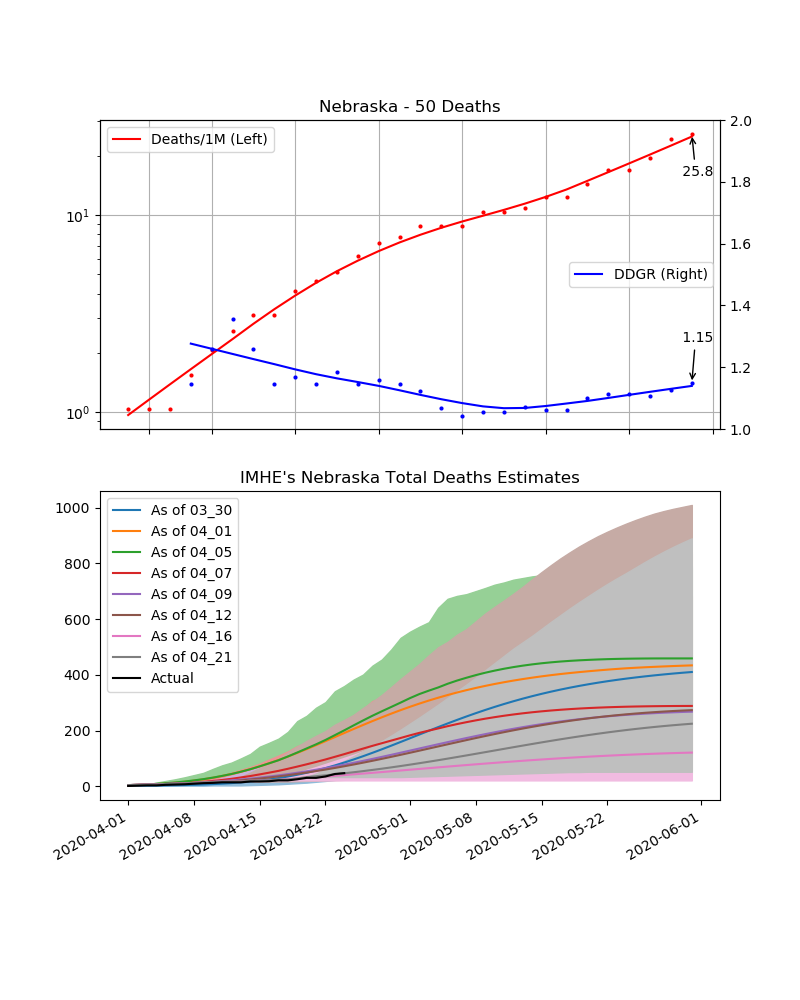 Nebraska - 50 Deaths
Deaths/1M (Left)
2.0
1.8
1.6
1.4
1.2
1.0
10¹
10⁰
25.8
DDGR (Right)
1.15
IMHE's Nebraska Total Deaths Estimates
1000
800
600
400
200
0
As of 03_30
As of 04_01
As of 04_05
As of 04_07
As of 04_09
As of 04_12
As of 04_16
As of 04_21
Actual
2020-04-01
2020-04-08
2020-04-15
2020-04-22
2020-05-01
2020-05-08
2020-05-15
2020-05-22
2020-06-01